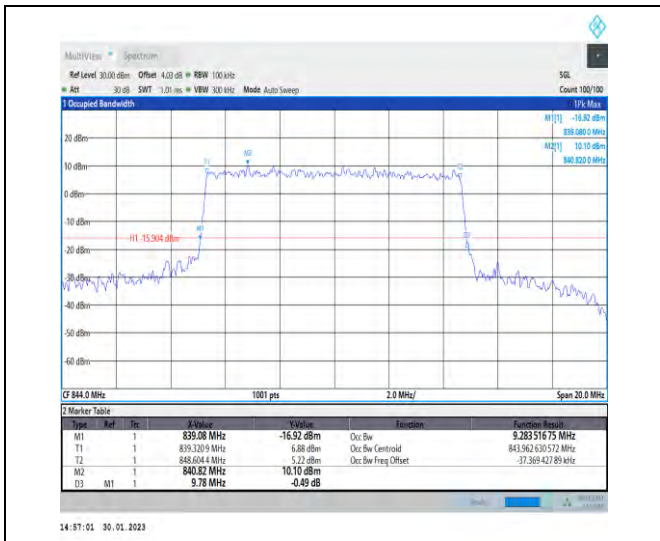 MultiView Spectrum
Ref Level 30.00 dBm Offset 4.03 dB RBW 100 kHz SGL
Att 30 dB SWT 1.01 ms VBW 300 kHz Mode Auto Sweep Count 100/100
1 Occupied Bandwidth 1Pk Max
M1[1] -16.92 dBm
839.080 0 MHz
M2[1] 10.10 dBm
840.820 0 MHz
20 dBm
10 dBm
0 dBm
-10 dBm
-20 dBm
-30 dBm
-40 dBm
-50 dBm
-60 dBm
T1
M2
T2
M1
D3
H1 -15.904 dBm
CF 844.0 MHz 1001 pts 2.0 MHz/ Span 20.0 MHz
2 Marker Table
Type Ref Trc X-Value Y-Value Function Function Result
M1 1 839.08 MHz -16.92 dBm Occ Bw 9.283 516 75 MHz
T1 1 839.320 9 MHz 6.88 dBm Occ Bw Centroid 843.962 630 572 MHz
T2 1 848.604 4 MHz 5.22 dBm Occ Bw Freq Offset -37.369 427 89 kHz
M2 1 840.82 MHz 10.10 dBm
D3 M1 1 9.78 MHz -0.49 dB
14:57:01 30.01.2023